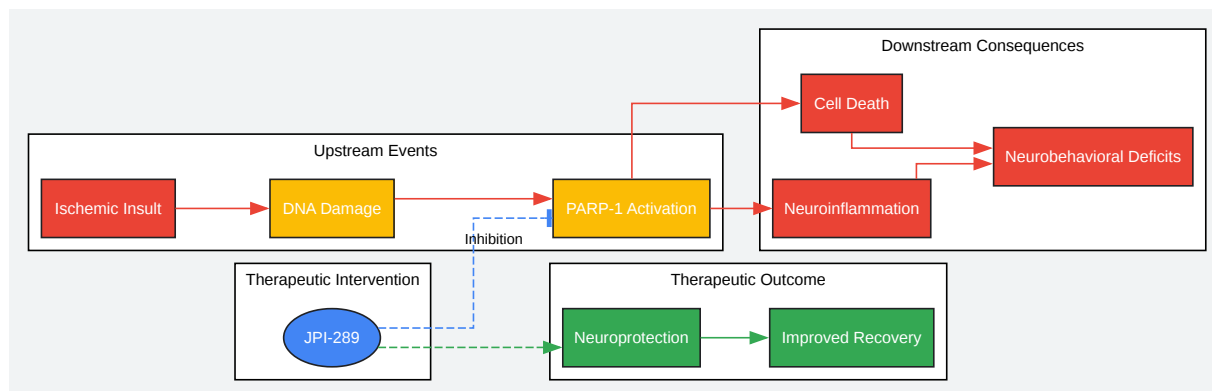 Downstream Consequences
Cell Death
Upstream Events
Neurobehavioral Deficits
Ischemic Insult
DNA Damage
PARP-1 Activation
Neuroinflammation
Inhibition
Therapeutic Intervention
Therapeutic Outcome
JPI-289
Neuroprotection
Improved Recovery